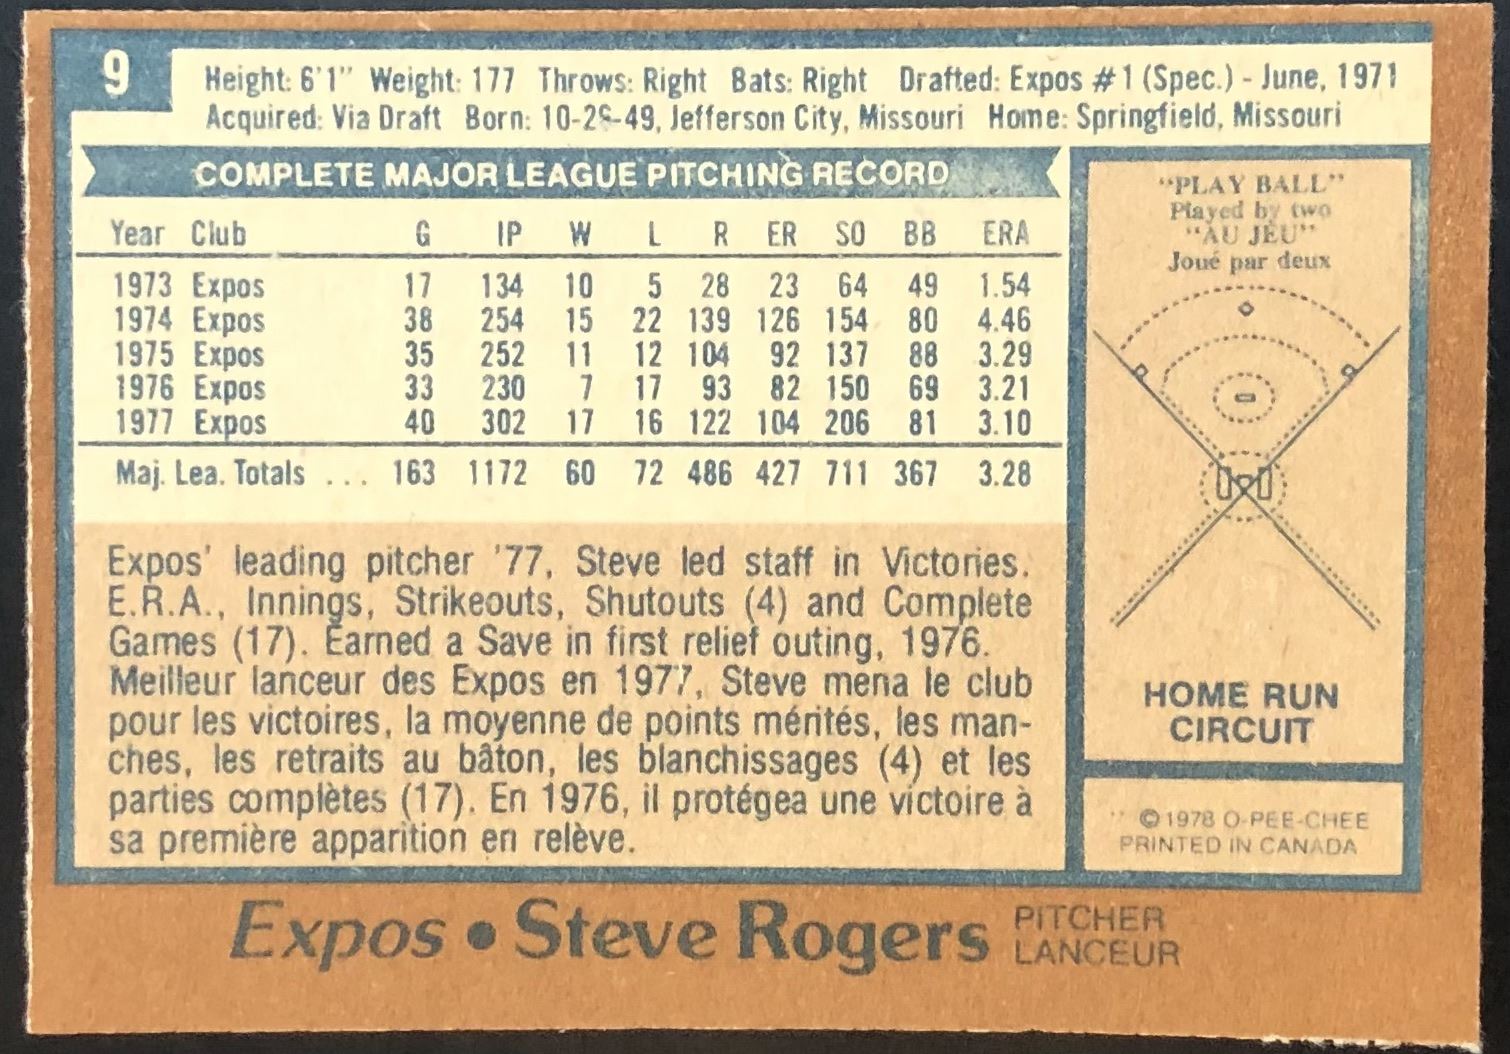 9
Height: 6'1" Weight: 177 Throws: Right Bats: Right Drafted: Expos #1 (Spec.) - June, 1971
Acquired: Via Draft Born: Jefferson City, Missouri Home: Springfield, Missouri
COMPLETE MAJOR LEAGUE PITCHING RECORD
Year Club G IP W L R ER SO BB ERA
1973 Expos 17 134 10 5 28 23 64 49 1.54
1974 Expos 38 254 15 22 139 126 154 80 4.46
1975 Expos 35 252 11 12 104 92 137 88 3.29
1976 Expos 33 230 7 17 93 82 150 69 3.21
1977 Expos 40 302 17 16 122 104 206 81 3.10
Maj. Lea. Totals ... 163 1172 60 72 486 427 711 367 3.28
Expos' leading pitcher '77, Steve led staff in Victories.
E.R.A., Innings, Strikeouts, Shutouts (4) and Complete
Games (17). Earned a Save in first relief outing, 1976.
Meilleur lanceur des Expos en 1977, Steve mena le club
pour les victoires, la moyenne de points mérités, les man-
ches, les retraits au bâton, les blanchissages (4) et les
parties complètes (17). En 1976, il protégea une victoire à
sa première apparition en relève.
"PLAY BALL"
Played by two
"AU JEU"
Joué par deux
HOME RUN
CIRCUIT
©1978 O-PEE-CHEE
PRINTED IN CANADA
Expos • Steve Rogers PITCHER
LANCEUR